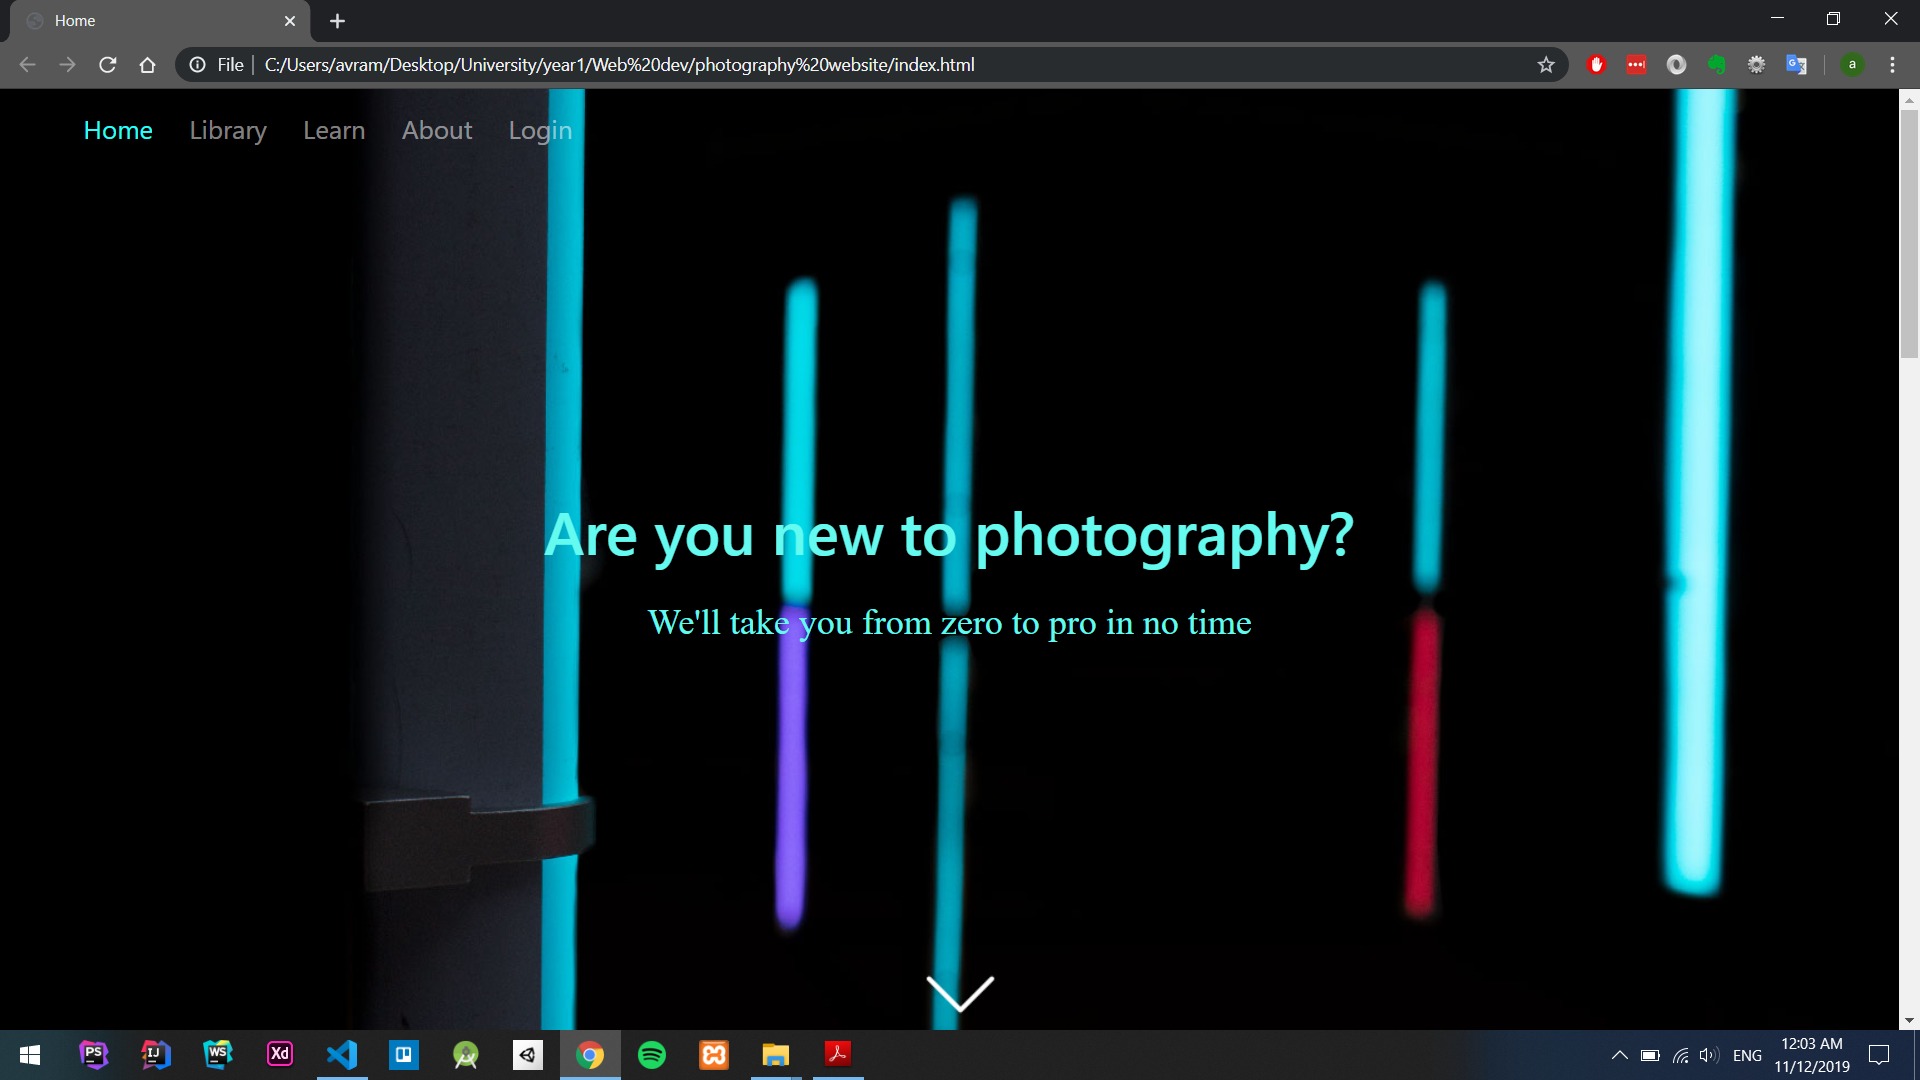 Home
File C:/Users/avram/Desktop/University/year1/Web%20dev/photography%20website/index.html
a
Home Library Learn About Login
Are you new to photography?
We'll take you from zero to pro in no time
PS IJ WS Xd
ENG
12:03 AM
11/12/2019